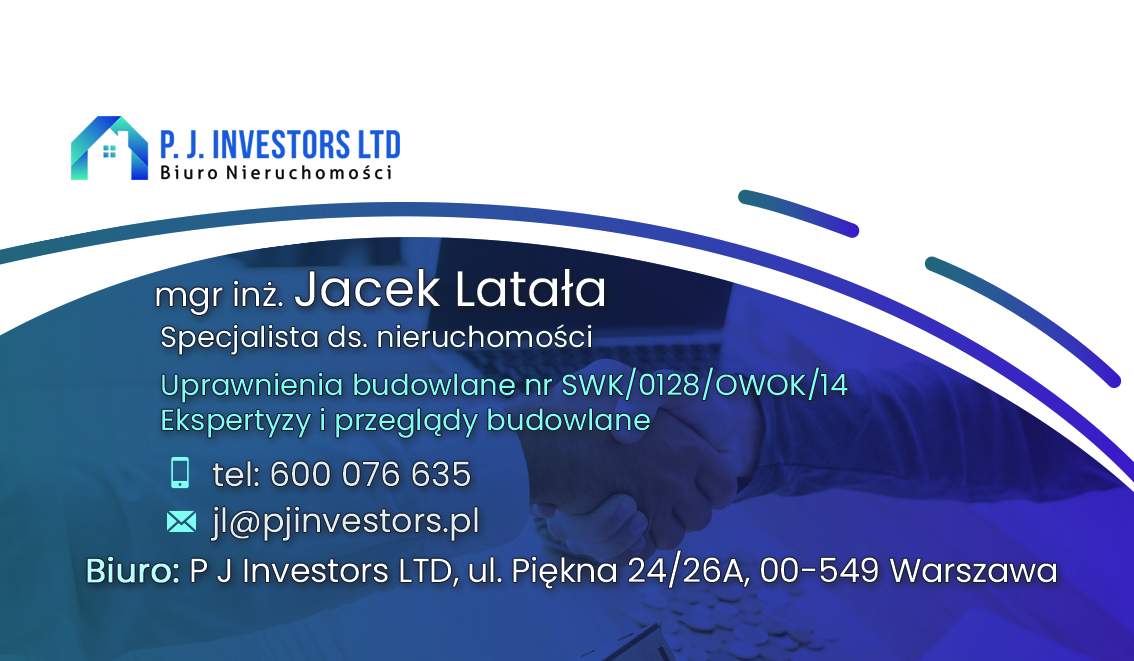 P. J. INVESTORS LTD
Biuro Nieruchomości
mgr inż. Jacek Latała
Specjalista ds. nieruchomości
Uprawnienia budowlane nr SWK/0128/OWOK/14
Ekspertyzy i przeglądy budowlane
tel: 600 076 635
jl@pjinvestors.pl
Biuro: P J Investors LTD, ul. Piękna 24/26A, 00-549 Warszawa